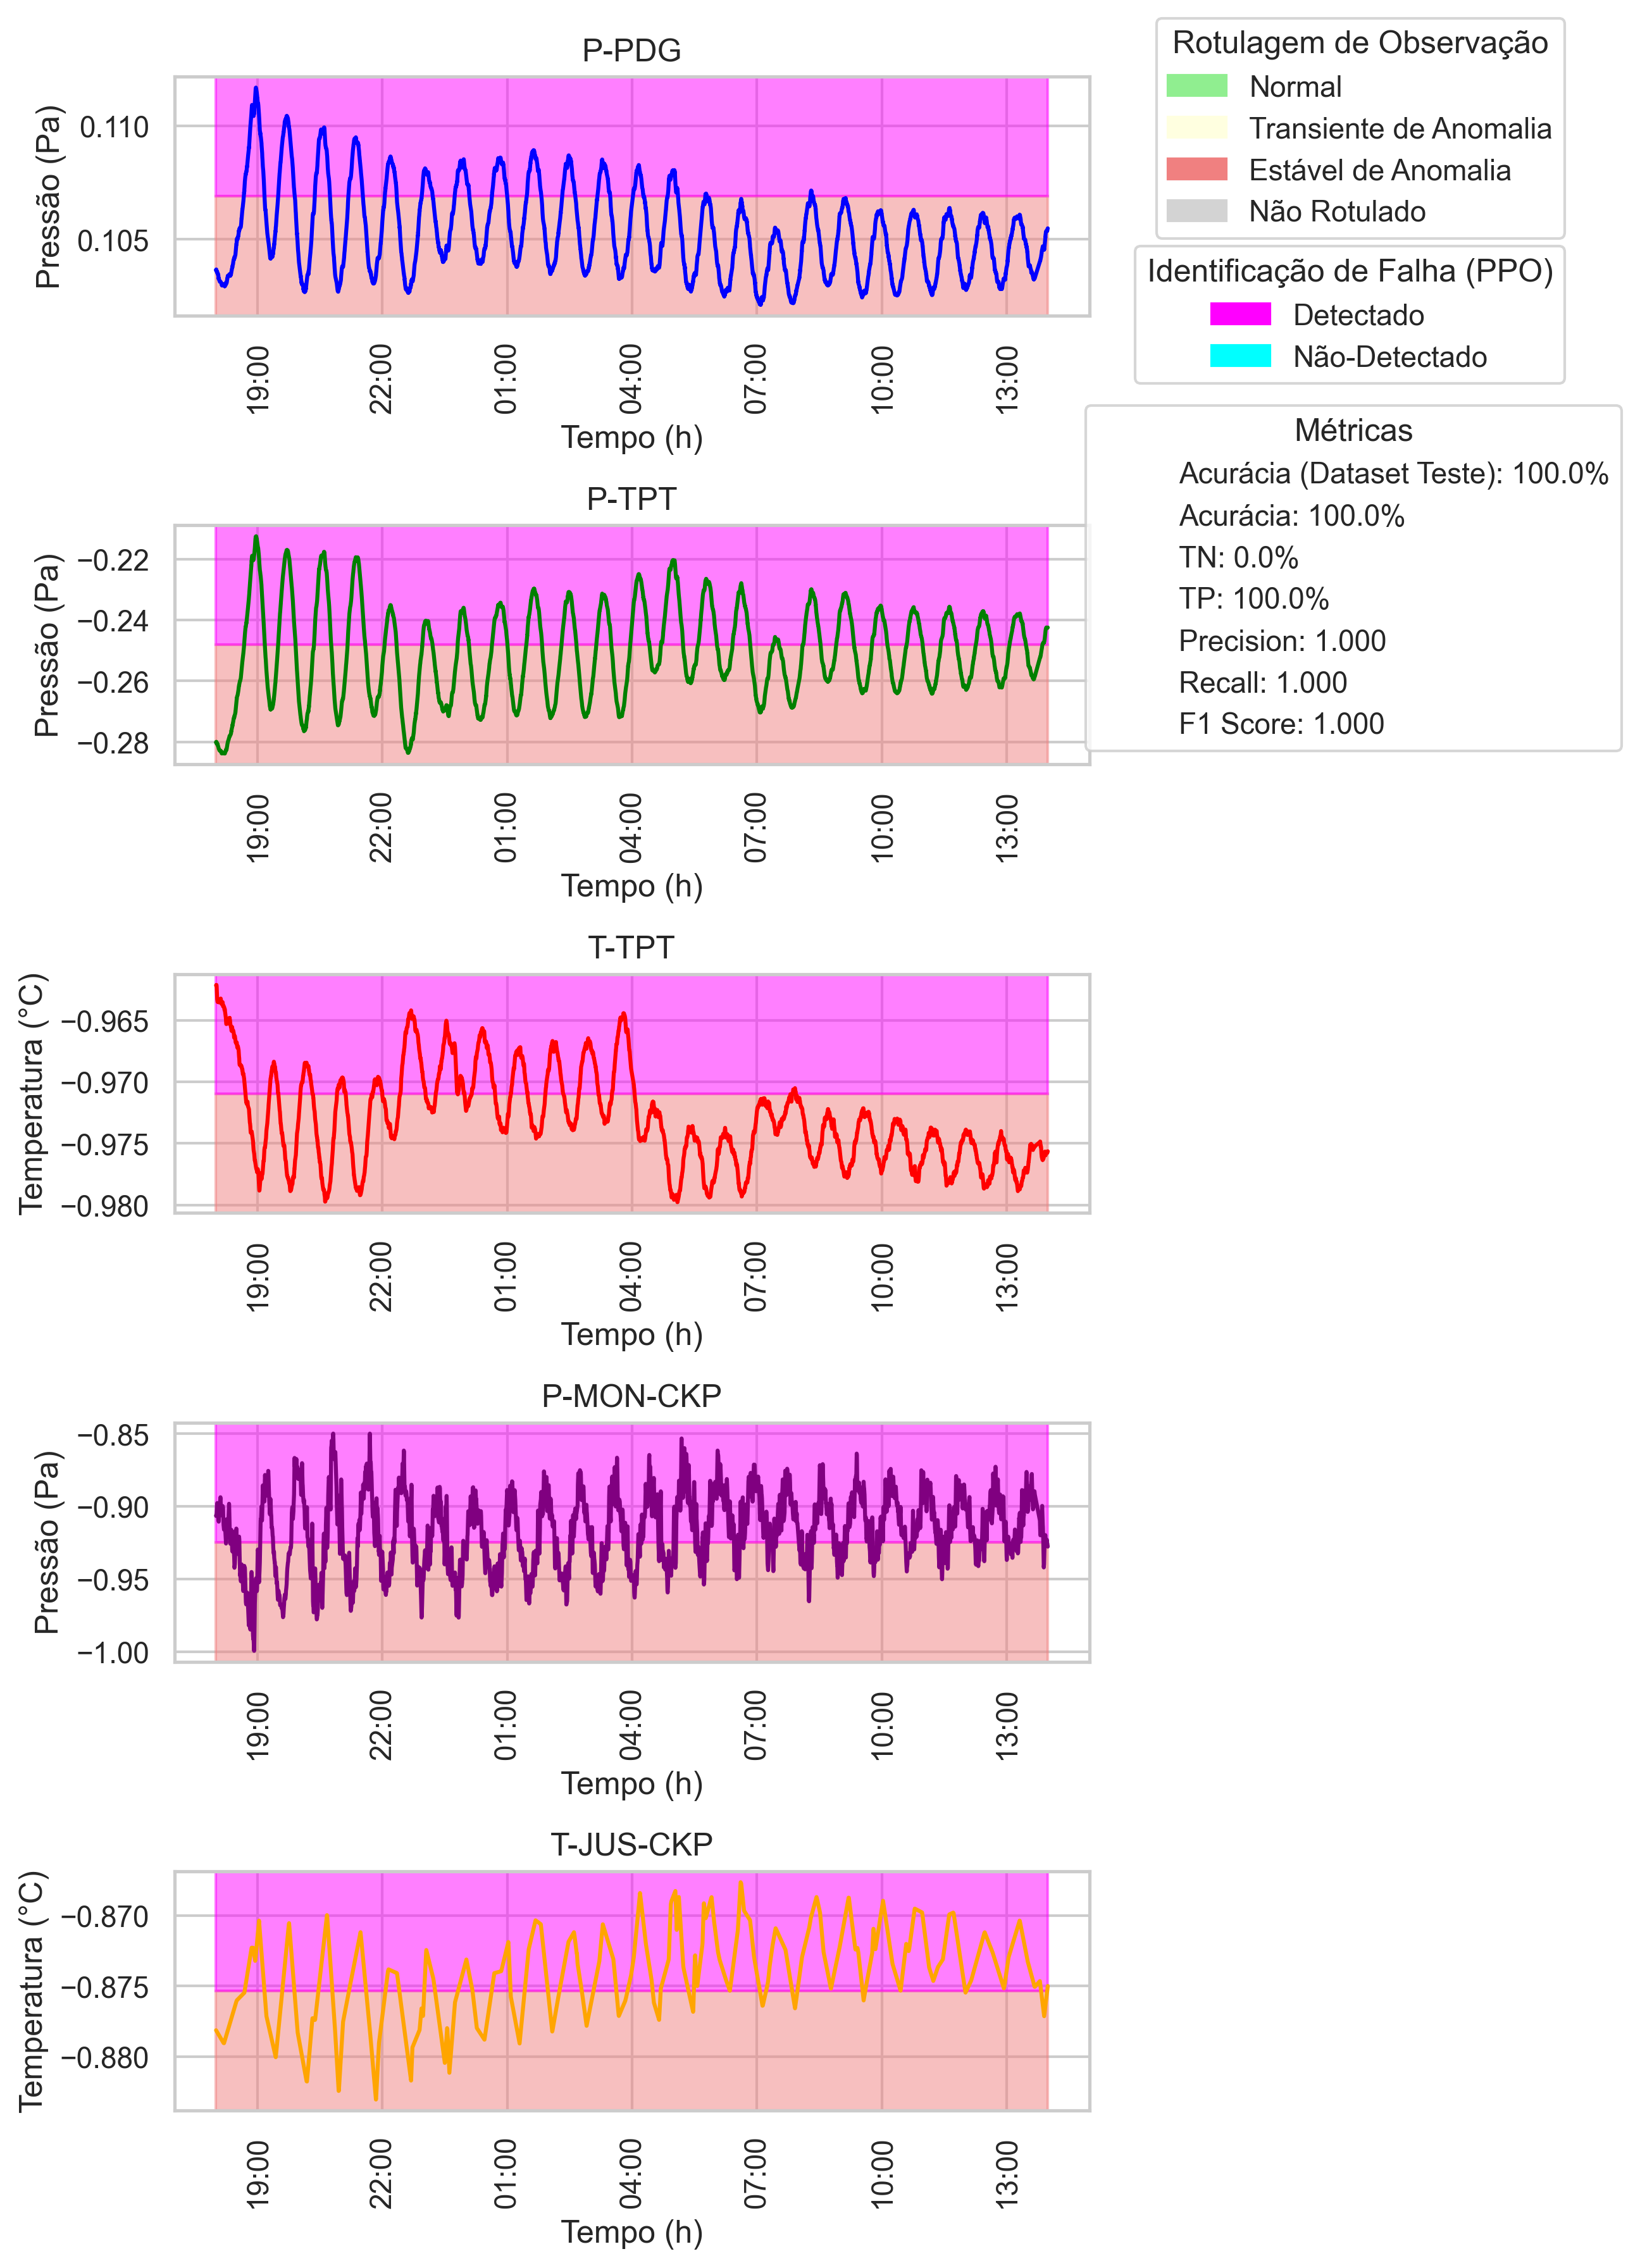 P-PDG
Pressão (Pa)
0.110
0.105
19:00
22:00
01:00
04:00
07:00
10:00
13:00
Tempo (h)
Rotulagem de Observação
Normal
Transiente de Anomalia
Estável de Anomalia
Não Rotulado
Identificação de Falha (PPO)
Detectado
Não-Detectado
Métricas
Acurácia (Dataset Teste): 100.0%
Acurácia: 100.0%
TN: 0.0%
TP: 100.0%
Precision: 1.000
Recall: 1.000
F1 Score: 1.000
P-TPT
Pressão (Pa)
−0.22
−0.24
−0.26
−0.28
19:00
22:00
01:00
04:00
07:00
10:00
13:00
Tempo (h)
T-TPT
Temperatura (°C)
−0.965
−0.970
−0.975
−0.980
19:00
22:00
01:00
04:00
07:00
10:00
13:00
Tempo (h)
P-MON-CKP
Pressão (Pa)
−0.85
−0.90
−0.95
−1.00
19:00
22:00
01:00
04:00
07:00
10:00
13:00
Tempo (h)
T-JUS-CKP
Temperatura (°C)
−0.870
−0.875
−0.880
19:00
22:00
01:00
04:00
07:00
10:00
13:00
Tempo (h)